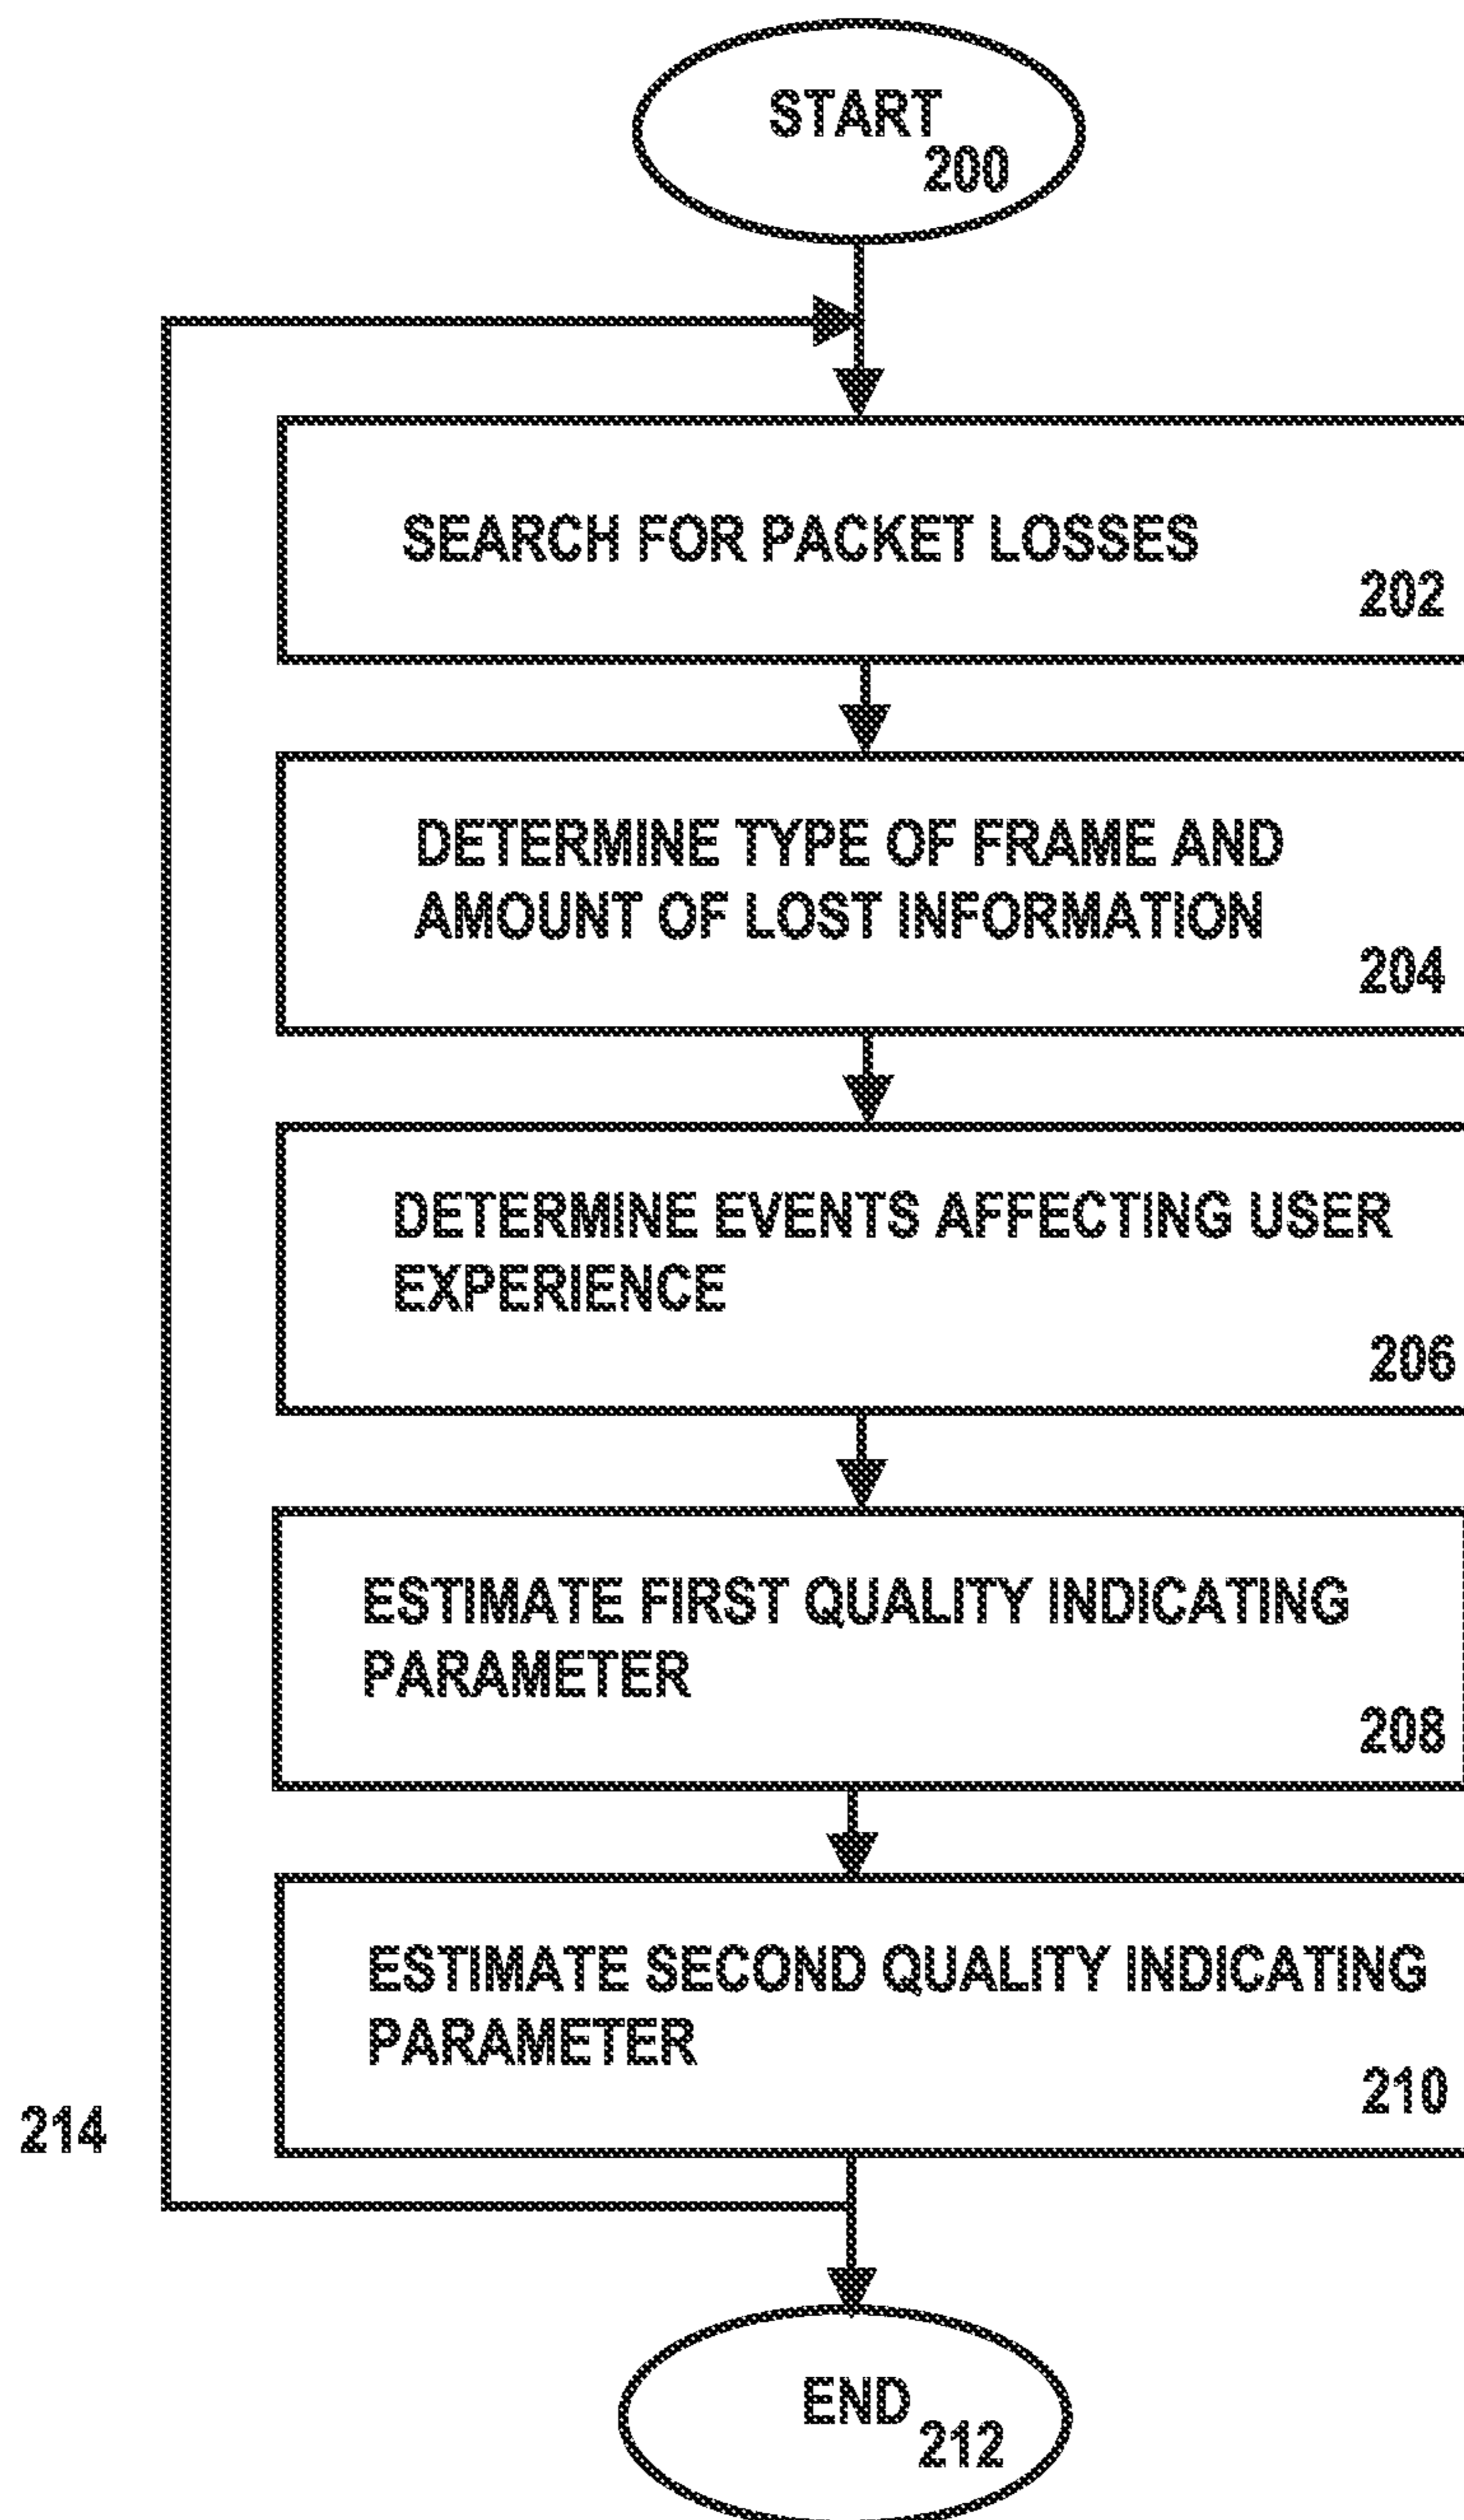 START
200
SEARCH FOR PACKET LOSSES
202
DETERMINE TYPE OF FRAME AND
AMOUNT OF LOST INFORMATION
204
DETERMINE EVENTS AFFECTING USER
EXPERIENCE
206
ESTIMATE FIRST QUALITY INDICATING
PARAMETER
208
ESTIMATE SECOND QUALITY INDICATING
PARAMETER
210
214
END
212